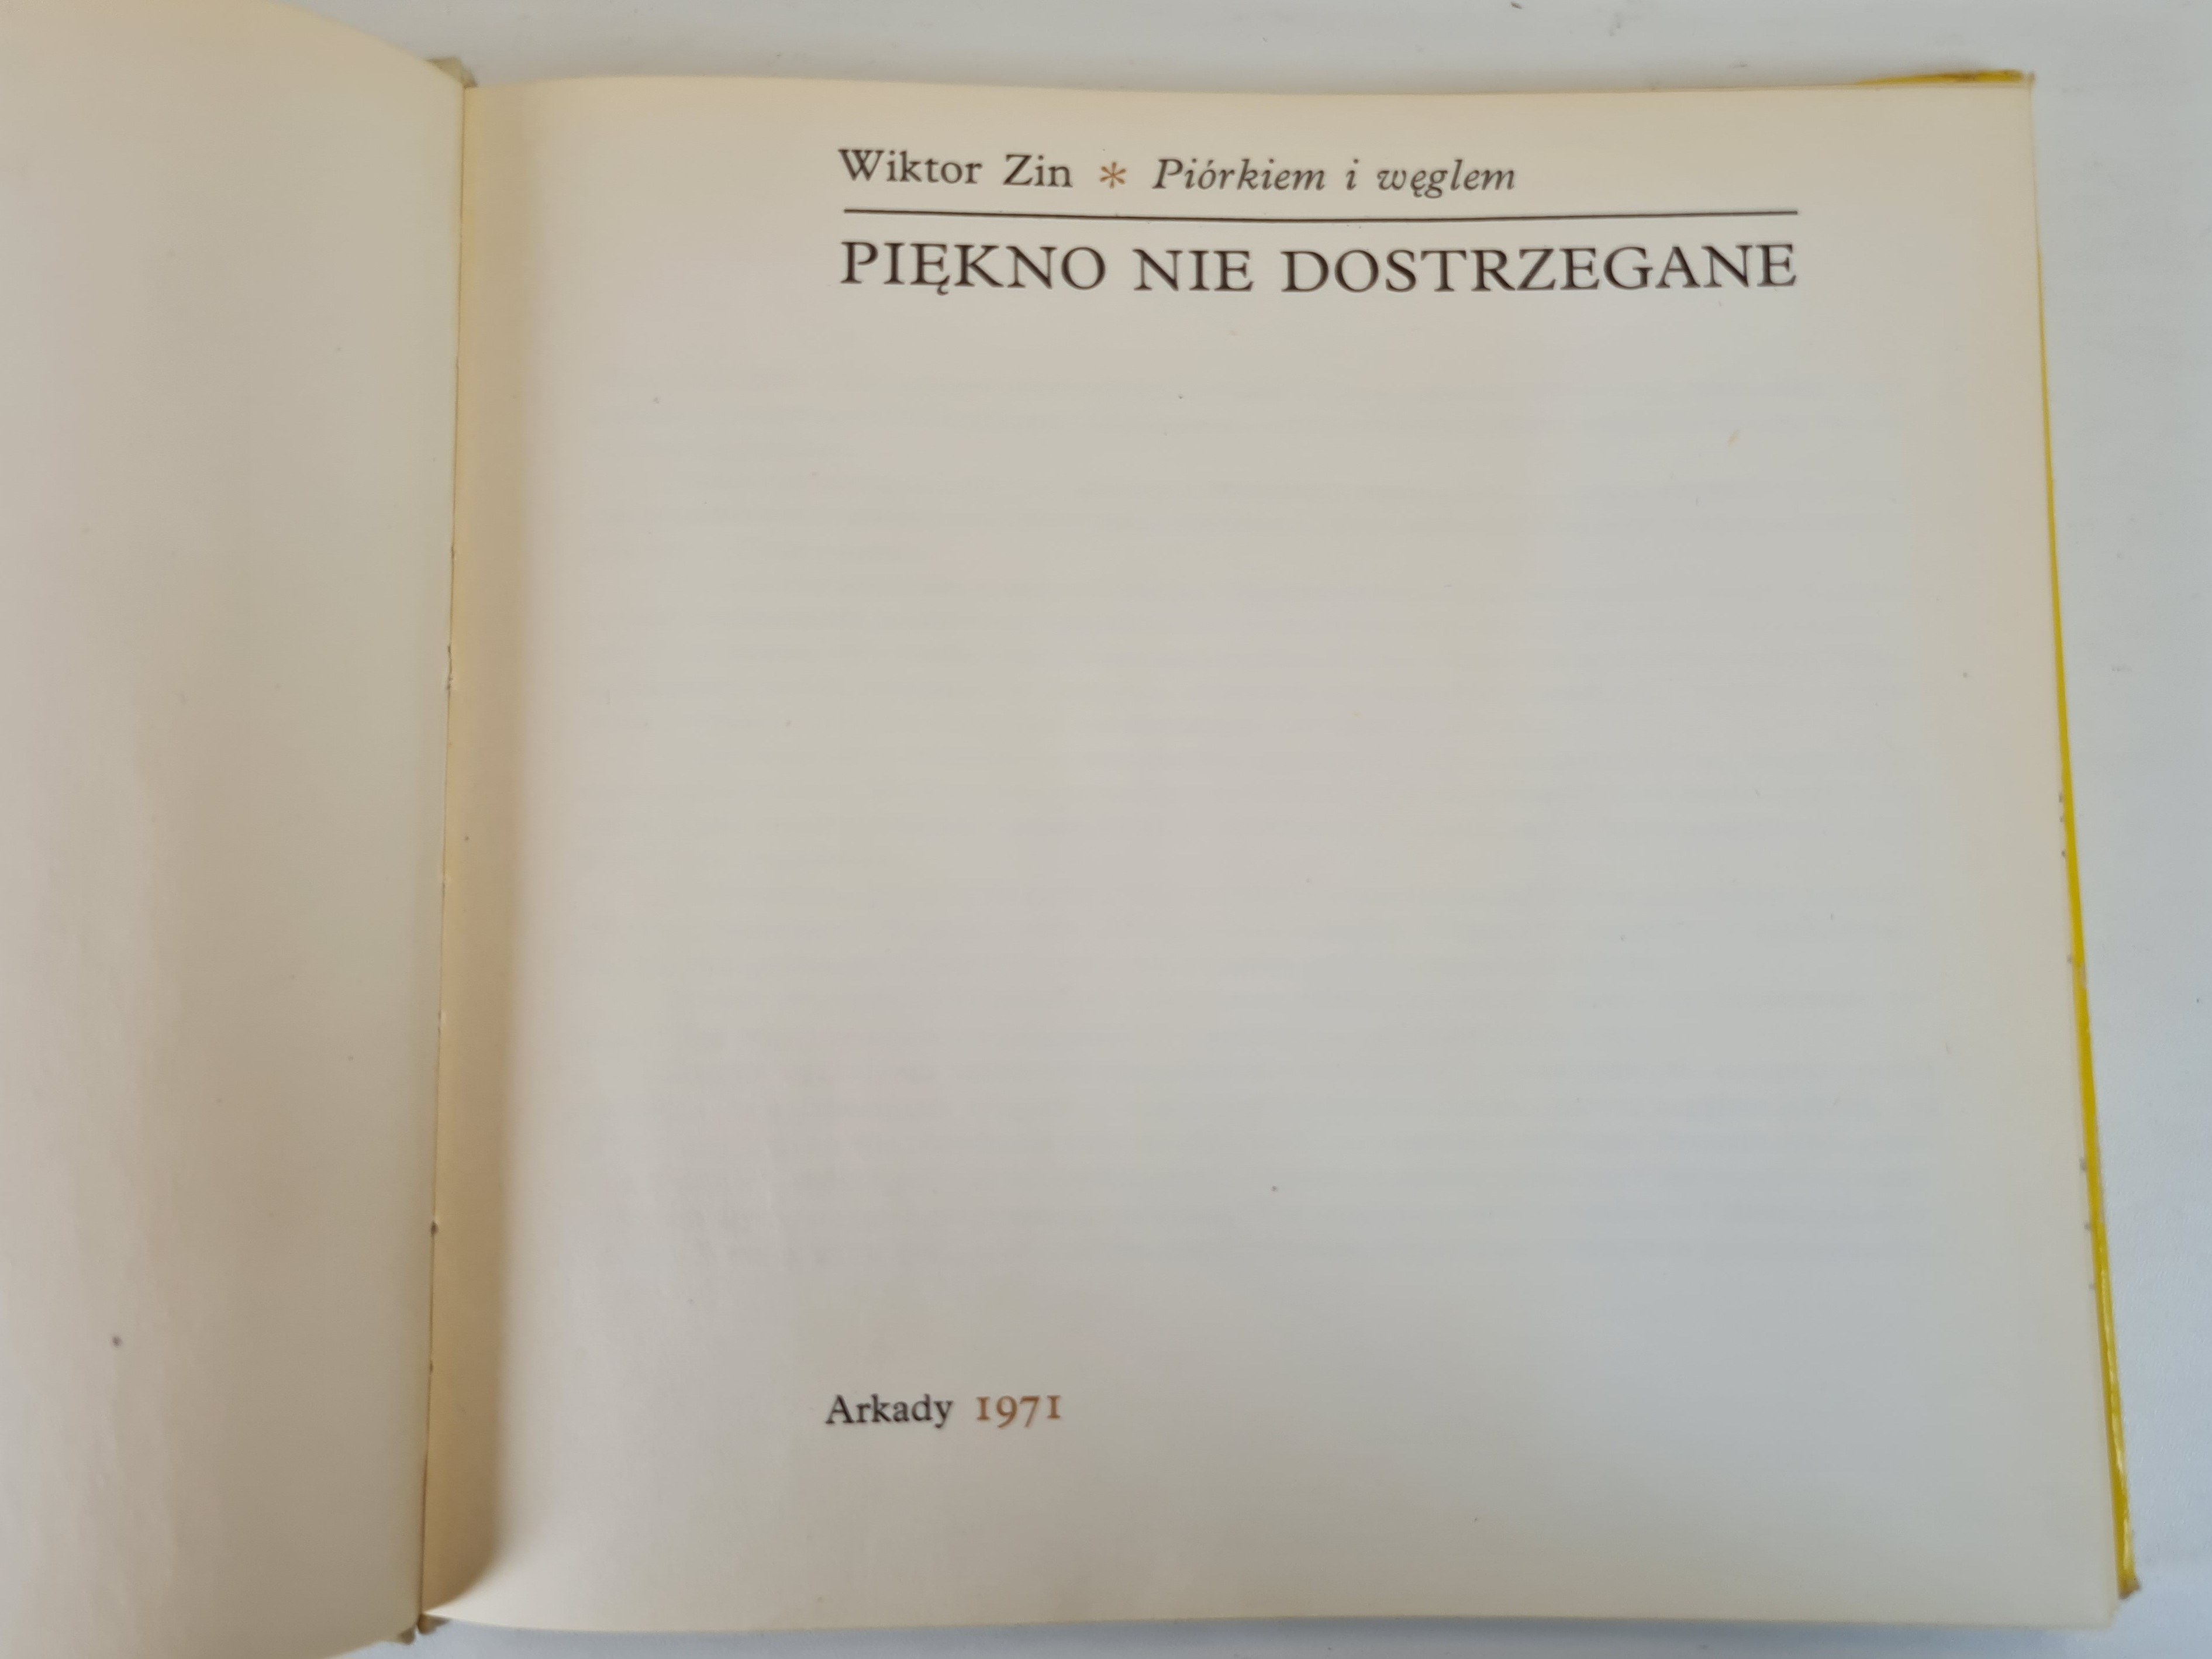 Wiktor Zin * Piórkiem i węglem
PIĘKNO NIE DOSTRZEGANE
Arkady 1971